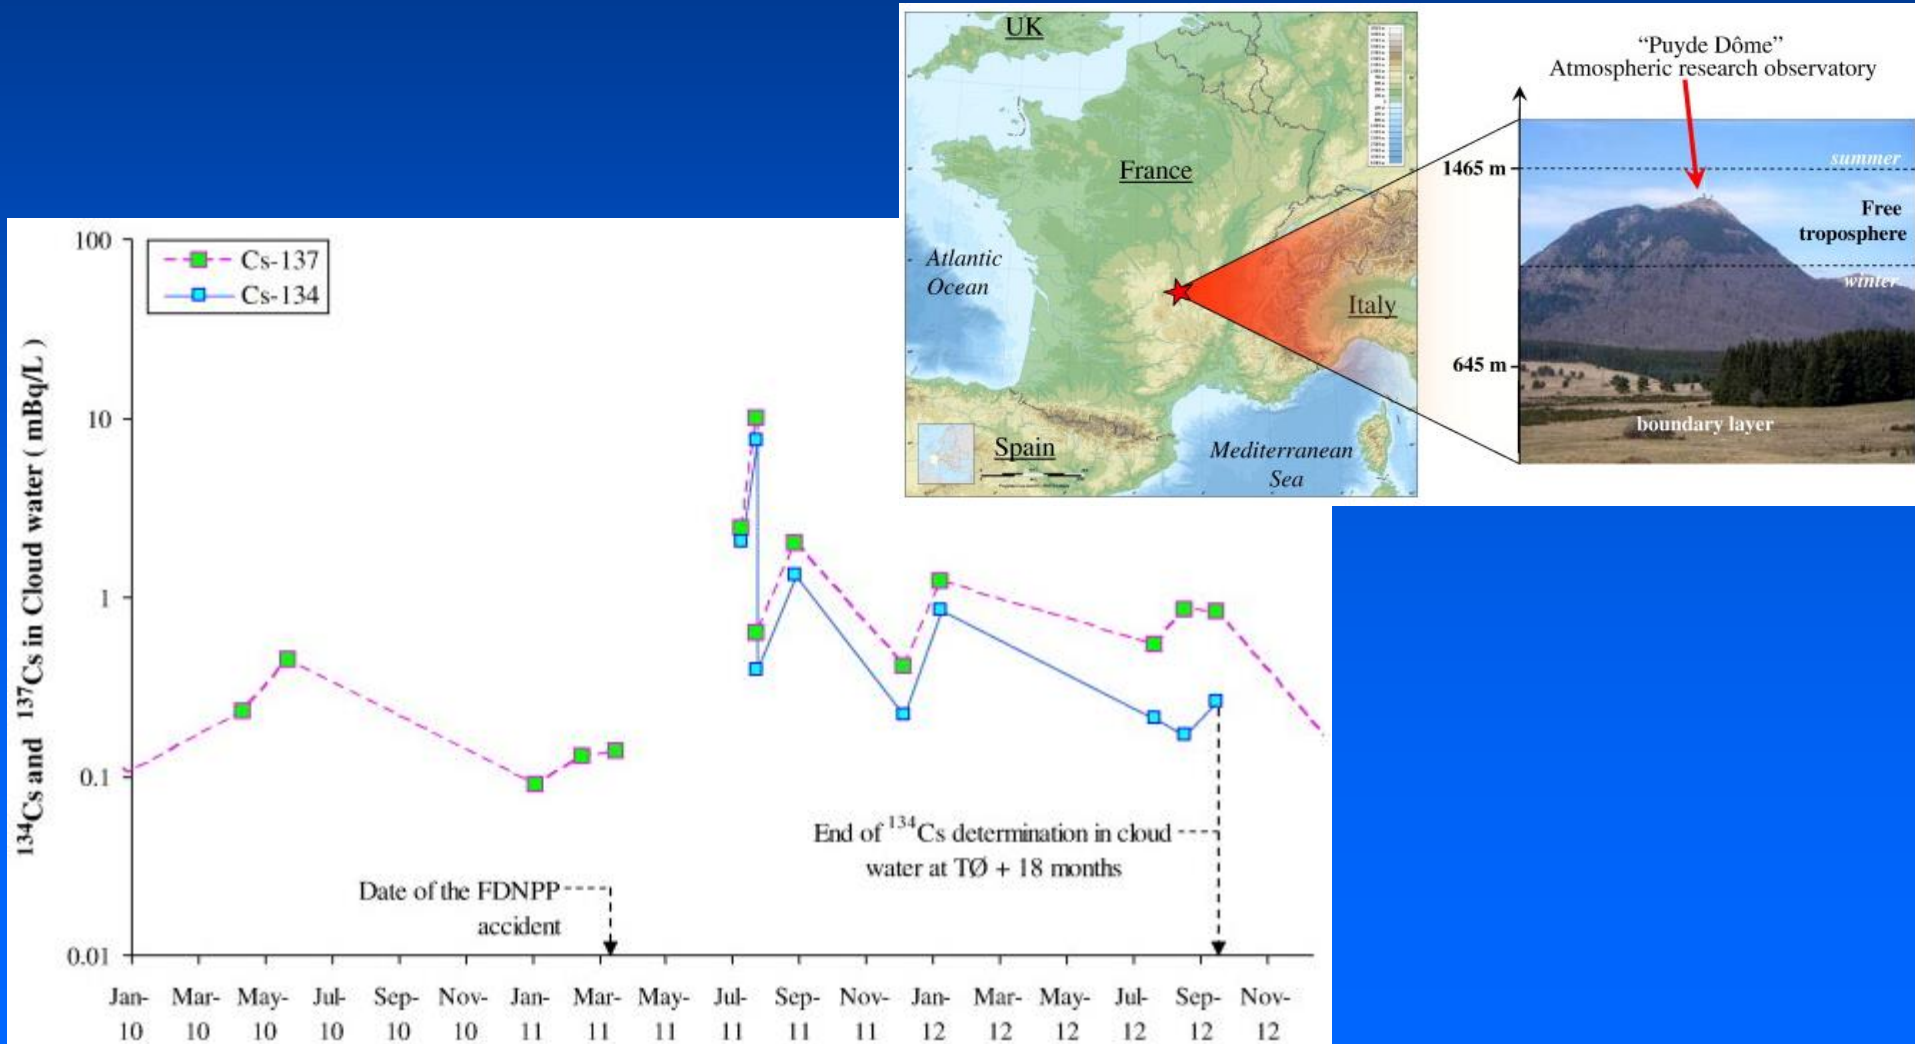 UK
France
Atlantic
Ocean
Italy
Spain
Mediterranean
Sea
“Puyde Dôme”
Atmospheric research observatory
1465 m
645 m
summer
Free
troposphere
winter
boundary layer
Cs-137
Cs-134
¹³⁴Cs and ¹³⁷Cs in Cloud water ( mBq/L )
100
10
1
0.1
0.01
Date of the FDNPP
accident
End of ¹³⁴Cs determination in cloud
water at TØ + 18 months
Jan- Mar- May- Jul- Sep- Nov- Jan- Mar- May- Jul- Sep- Nov- Jan- Mar- May- Jul- Sep- Nov-
10 10 10 10 10 10 11 11 11 11 11 11 12 12 12 12 12 12